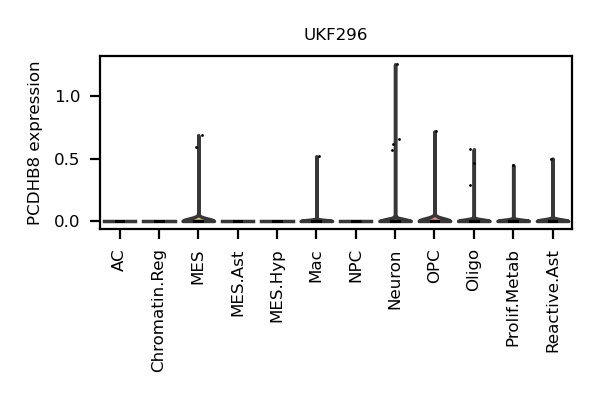 UKF296
PCDHB8 expression
1.0
0.5
0.0
AC
Chromatin.Reg
MES
MES.Ast
MES.Hyp
Mac
NPC
Neuron
OPC
Oligo
Prolif.Metab
Reactive.Ast